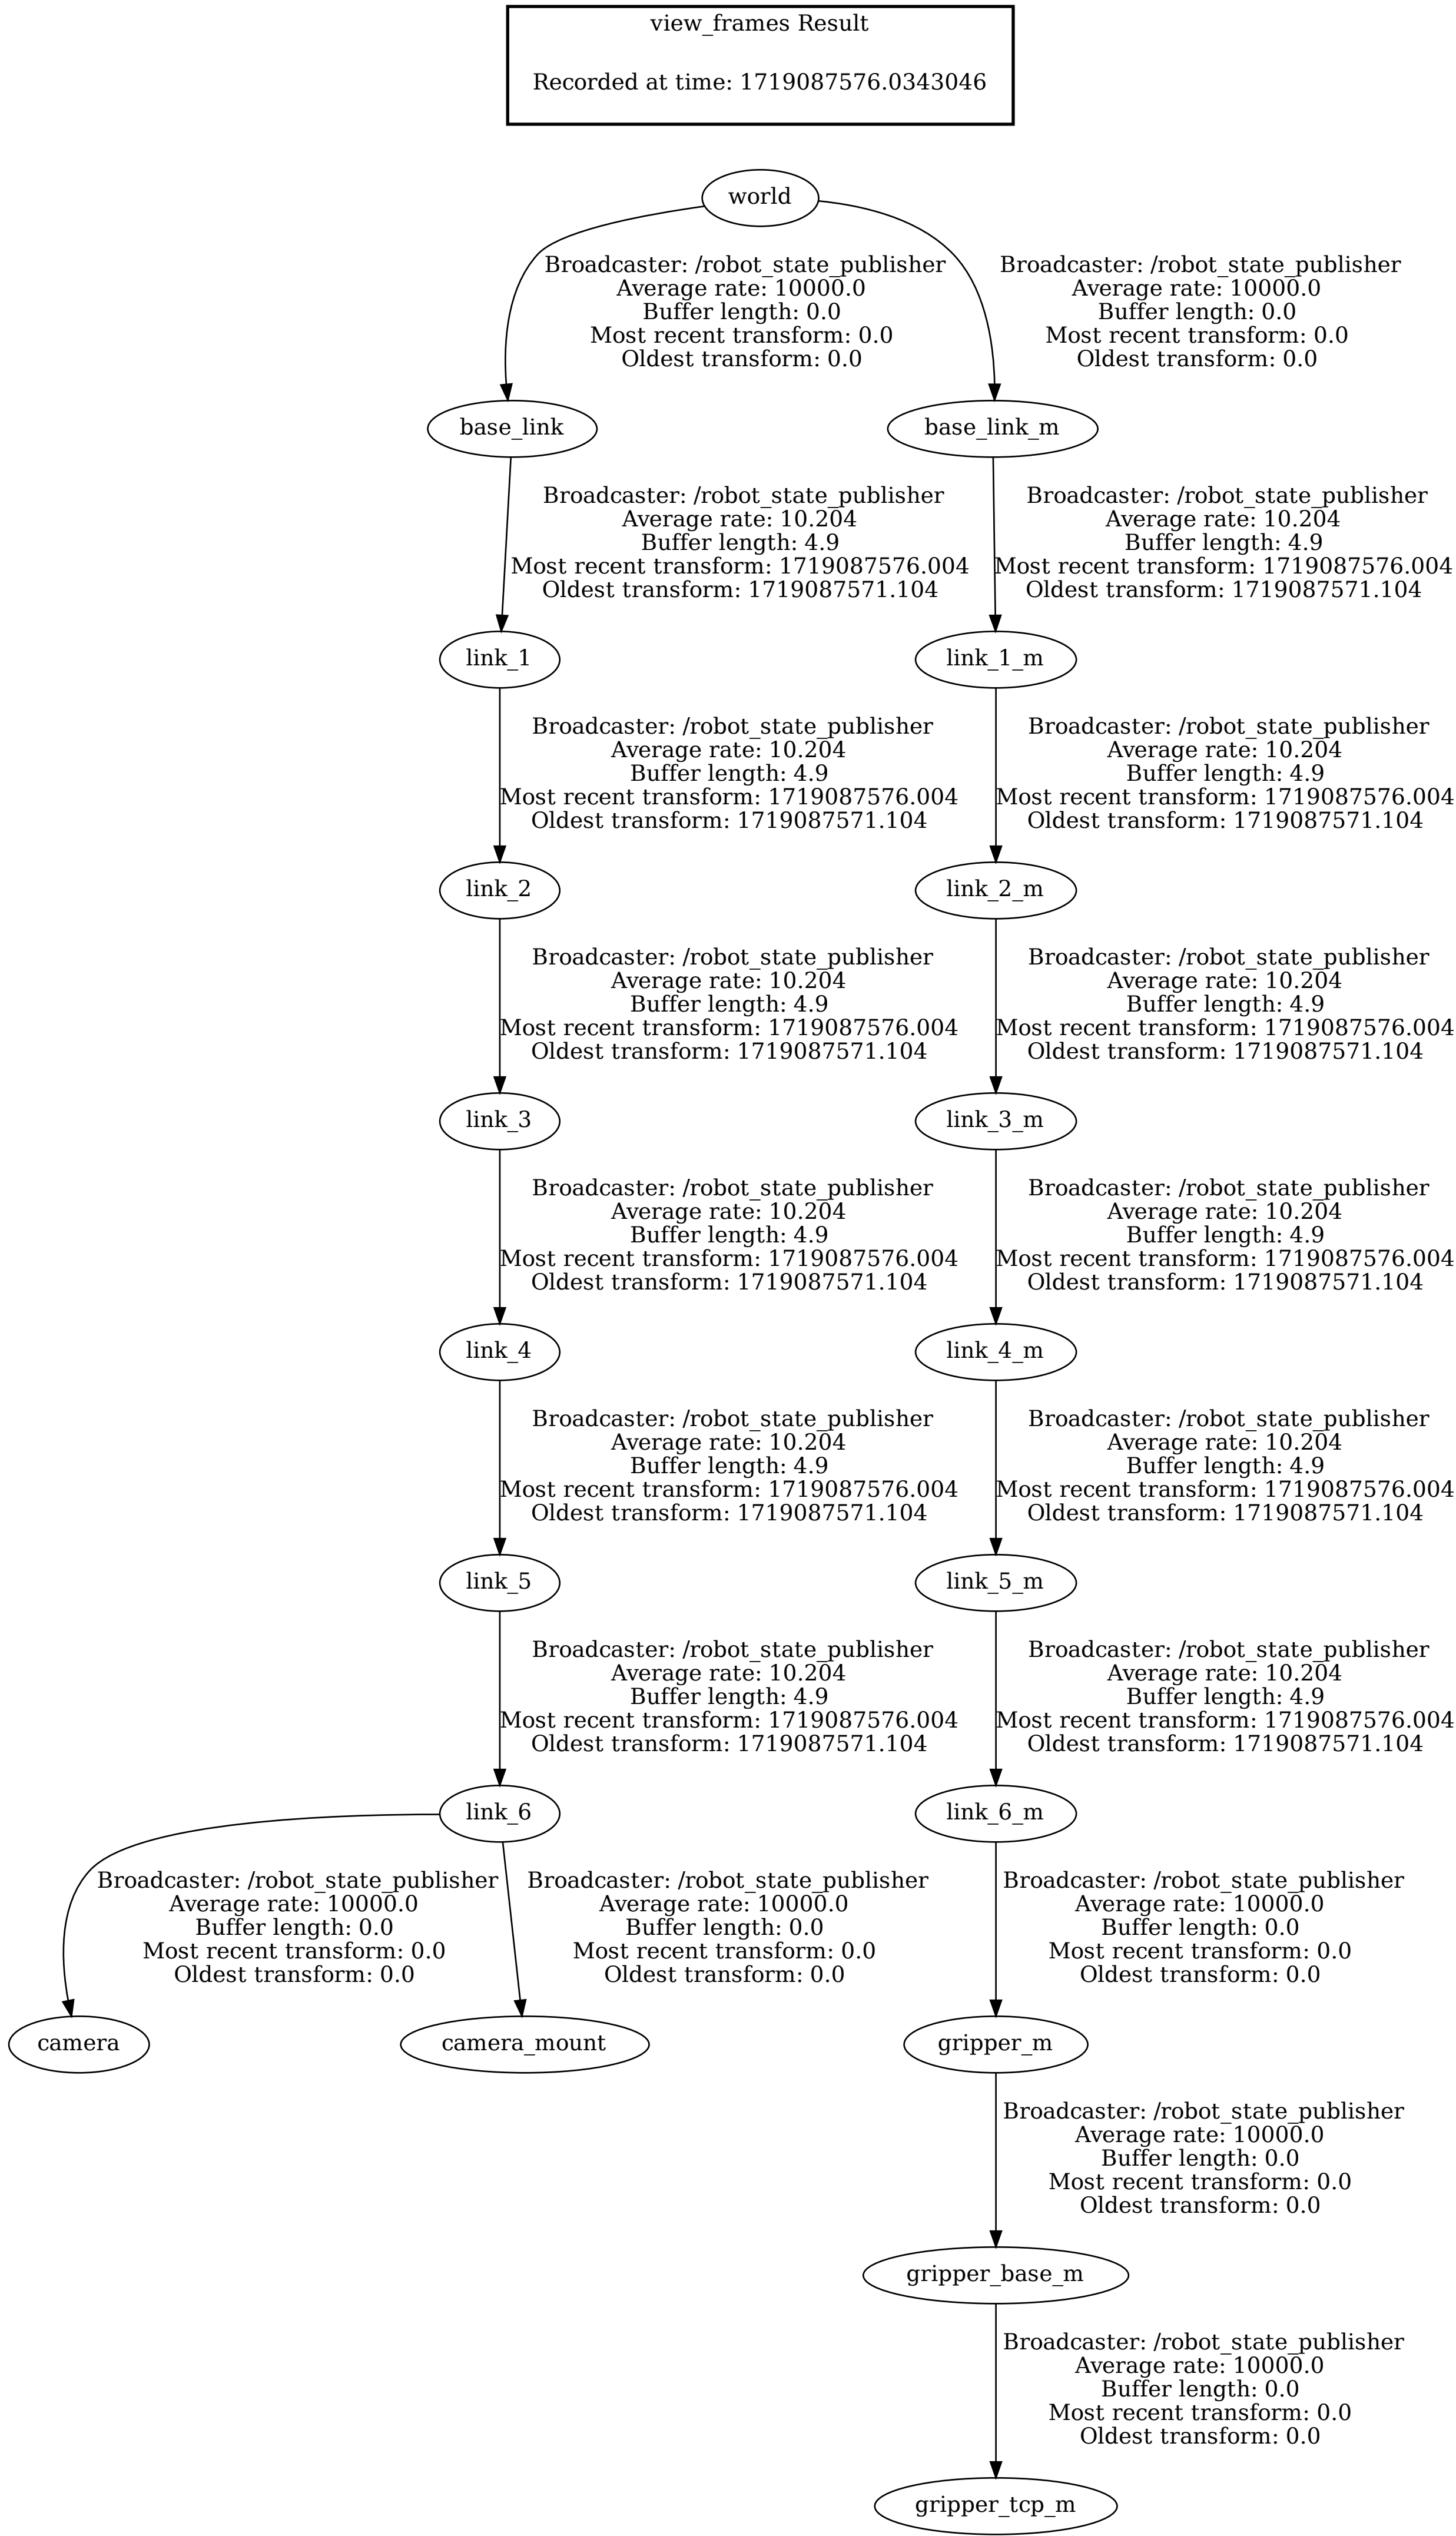 view_frames Result
Recorded at time: 1719087576.0343046
world
Broadcaster: /robot_state_publisher
Average rate: 10000.0
Buffer length: 0.0
Most recent transform: 0.0
Oldest transform: 0.0
Broadcaster: /robot_state_publisher
Average rate: 10000.0
Buffer length: 0.0
Most recent transform: 0.0
Oldest transform: 0.0
base_link
base_link_m
Broadcaster: /robot_state_publisher
Average rate: 10.204
Buffer length: 4.9
Most recent transform: 1719087576.004
Oldest transform: 1719087571.104
Broadcaster: /robot_state_publisher
Average rate: 10.204
Buffer length: 4.9
Most recent transform: 1719087576.004
Oldest transform: 1719087571.104
link_1
link_1_m
Broadcaster: /robot_state_publisher
Average rate: 10.204
Buffer length: 4.9
Most recent transform: 1719087576.004
Oldest transform: 1719087571.104
Broadcaster: /robot_state_publisher
Average rate: 10.204
Buffer length: 4.9
Most recent transform: 1719087576.004
Oldest transform: 1719087571.104
link_2
link_2_m
Broadcaster: /robot_state_publisher
Average rate: 10.204
Buffer length: 4.9
Most recent transform: 1719087576.004
Oldest transform: 1719087571.104
Broadcaster: /robot_state_publisher
Average rate: 10.204
Buffer length: 4.9
Most recent transform: 1719087576.004
Oldest transform: 1719087571.104
link_3
link_3_m
Broadcaster: /robot_state_publisher
Average rate: 10.204
Buffer length: 4.9
Most recent transform: 1719087576.004
Oldest transform: 1719087571.104
Broadcaster: /robot_state_publisher
Average rate: 10.204
Buffer length: 4.9
Most recent transform: 1719087576.004
Oldest transform: 1719087571.104
link_4
link_4_m
Broadcaster: /robot_state_publisher
Average rate: 10.204
Buffer length: 4.9
Most recent transform: 1719087576.004
Oldest transform: 1719087571.104
Broadcaster: /robot_state_publisher
Average rate: 10.204
Buffer length: 4.9
Most recent transform: 1719087576.004
Oldest transform: 1719087571.104
link_5
link_5_m
Broadcaster: /robot_state_publisher
Average rate: 10.204
Buffer length: 4.9
Most recent transform: 1719087576.004
Oldest transform: 1719087571.104
Broadcaster: /robot_state_publisher
Average rate: 10.204
Buffer length: 4.9
Most recent transform: 1719087576.004
Oldest transform: 1719087571.104
link_6
link_6_m
Broadcaster: /robot_state_publisher
Average rate: 10000.0
Buffer length: 0.0
Most recent transform: 0.0
Oldest transform: 0.0
Broadcaster: /robot_state_publisher
Average rate: 10000.0
Buffer length: 0.0
Most recent transform: 0.0
Oldest transform: 0.0
Broadcaster: /robot_state_publisher
Average rate: 10000.0
Buffer length: 0.0
Most recent transform: 0.0
Oldest transform: 0.0
camera
camera_mount
gripper_m
Broadcaster: /robot_state_publisher
Average rate: 10000.0
Buffer length: 0.0
Most recent transform: 0.0
Oldest transform: 0.0
gripper_base_m
Broadcaster: /robot_state_publisher
Average rate: 10000.0
Buffer length: 0.0
Most recent transform: 0.0
Oldest transform: 0.0
gripper_tcp_m